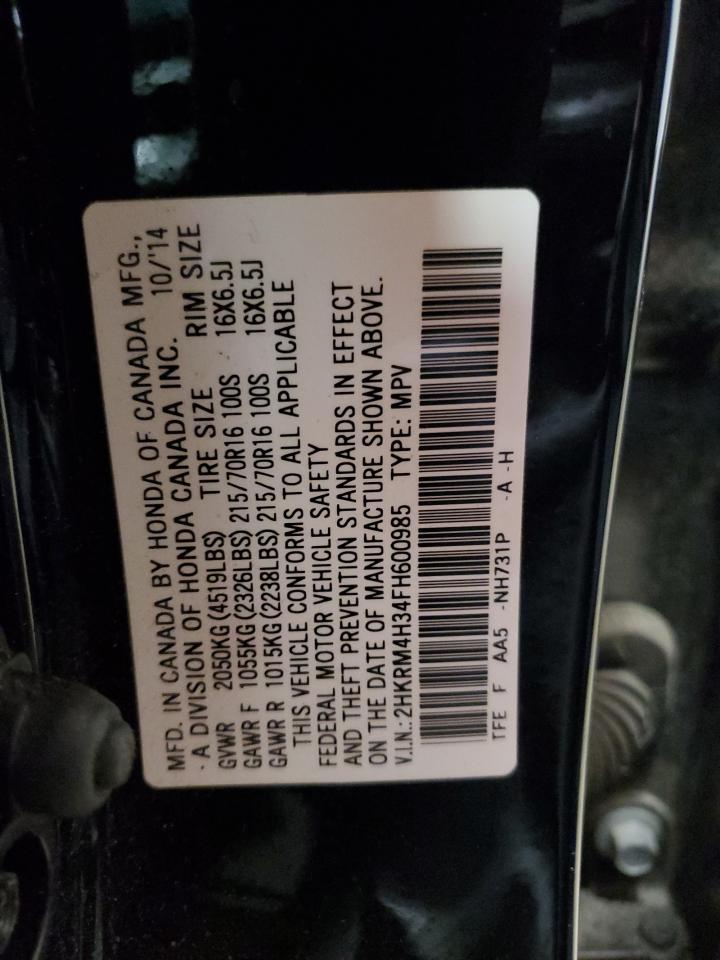 MFD. IN CANADA BY HONDA OF CANADA MFG.,
· A DIVISION OF HONDA CANADA INC. 10/'14
GVWR 2050KG (4519LBS) TIRE SIZE RIM SIZE
GAWR F 1055KG (2326LBS) 215/70R16 100S 16X6.5J
GAWR R 1015KG (2238LBS) 215/70R16 100S 16X6.5J
THIS VEHICLE CONFORMS TO ALL APPLICABLE
FEDERAL MOTOR VEHICLE SAFETY
AND THEFT PREVENTION STANDARDS IN EFFECT
ON THE DATE OF MANUFACTURE SHOWN ABOVE.
V.I.N.:2HKRM4H34FH600985 TYPE: MPV
TFE F AA5 -NH731P -A -H